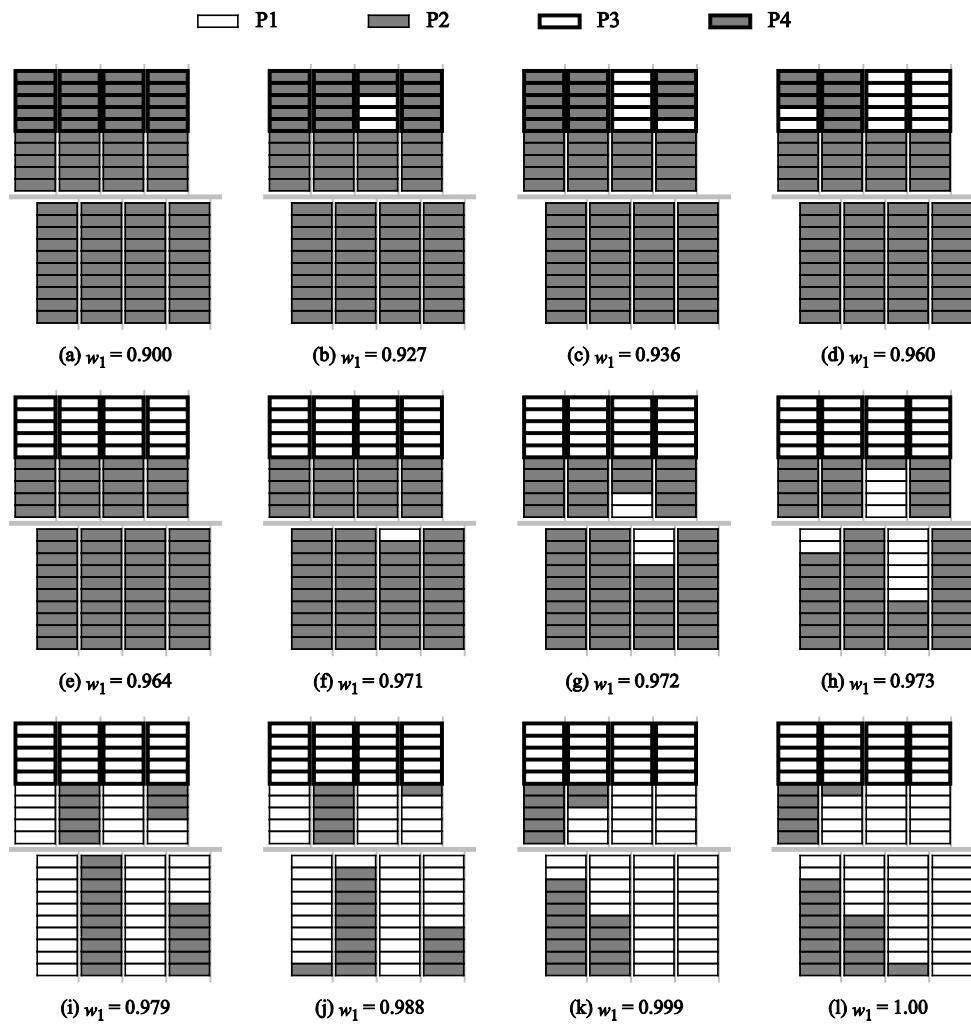 P1 P2 P3 P4
(a) w1 = 0.900 (b) w1 = 0.927 (c) w1 = 0.936 (d) w1 = 0.960
(e) w1 = 0.964 (f) w1 = 0.971 (g) w1 = 0.972 (h) w1 = 0.973
(i) w1 = 0.979 (j) w1 = 0.988 (k) w1 = 0.999 (l) w1 = 1.00